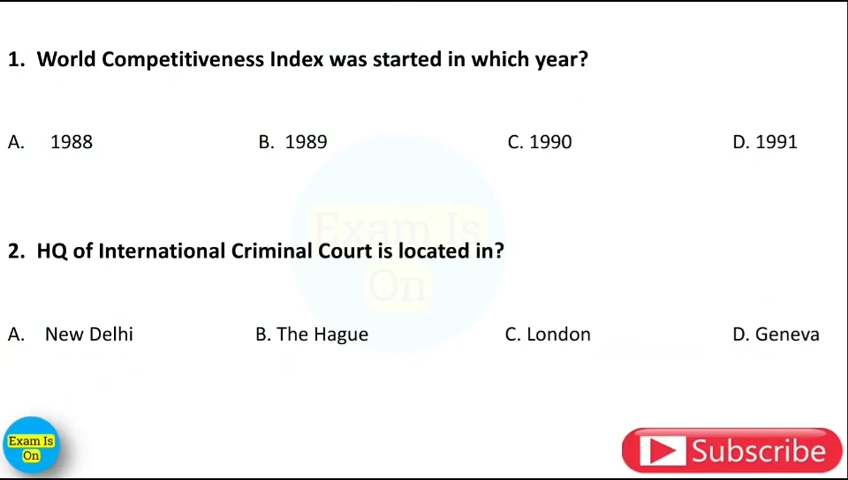 1. World Competitiveness Index was started in which year?
A. 1988 B. 1989 C. 1990 D. 1991
Exam Is
On
2. HQ of International Criminal Court is located in?
A. New Delhi B. The Hague C. London D. Geneva
Exam Is
On
Subscribe